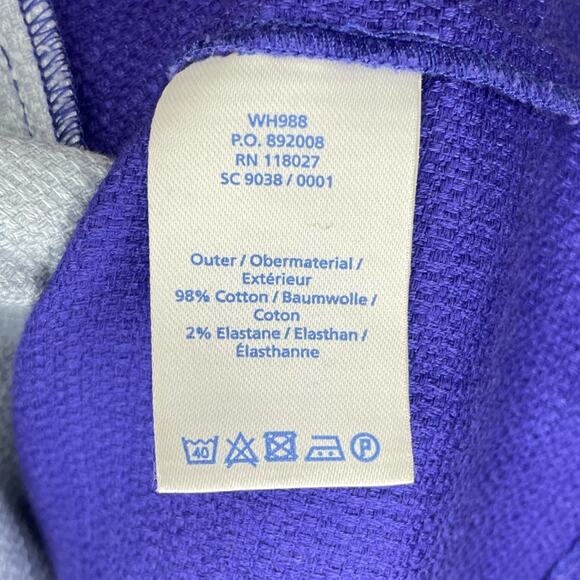 WH988
P.O. 892008
RN 118027
SC 9038 / 0001
Outer / Obermaterial /
Extérieur
98% Cotton / Baumwolle /
Coton
2% Elastane / Elasthan /
Élasthanne
40
P